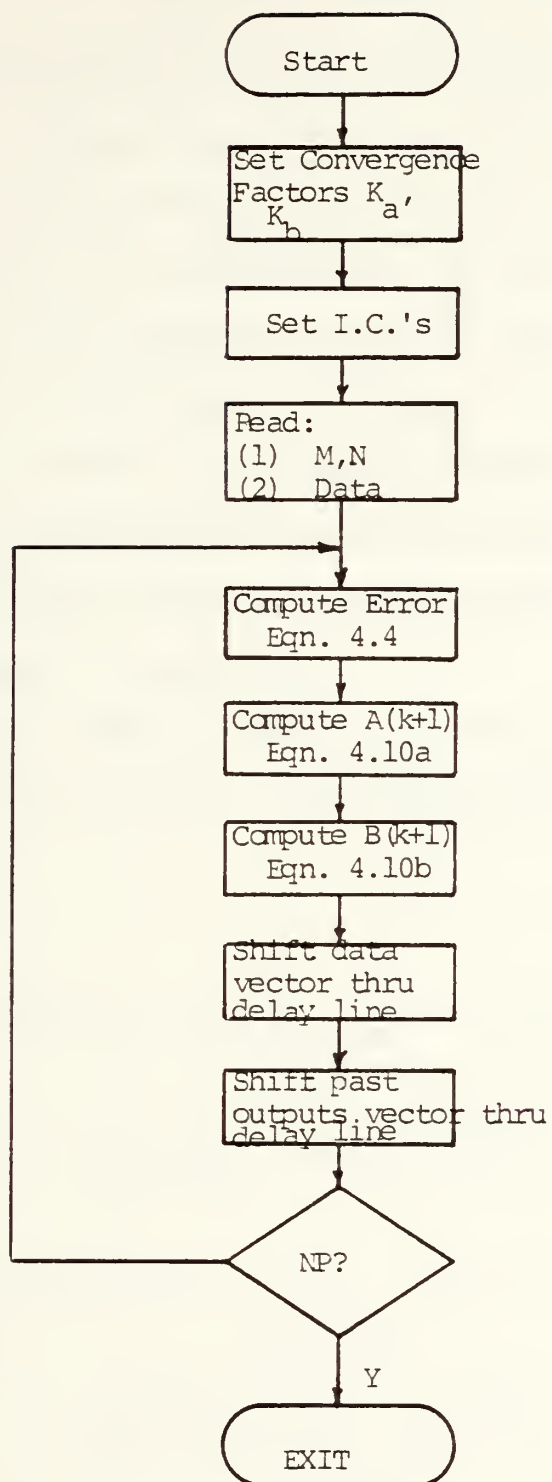 Start
Set Convergence
Factors Ka,
Kb
Set I.C.'s
Read:
(1) M,N
(2) Data
Compute Error
Eqn. 4.4
Compute A(k+1)
Eqn. 4.10a
Compute B(k+1)
Eqn. 4.10b
Shift data
vector thru
delay line
Shift past
outputs vector thru
delay line
NP?
Y
EXIT